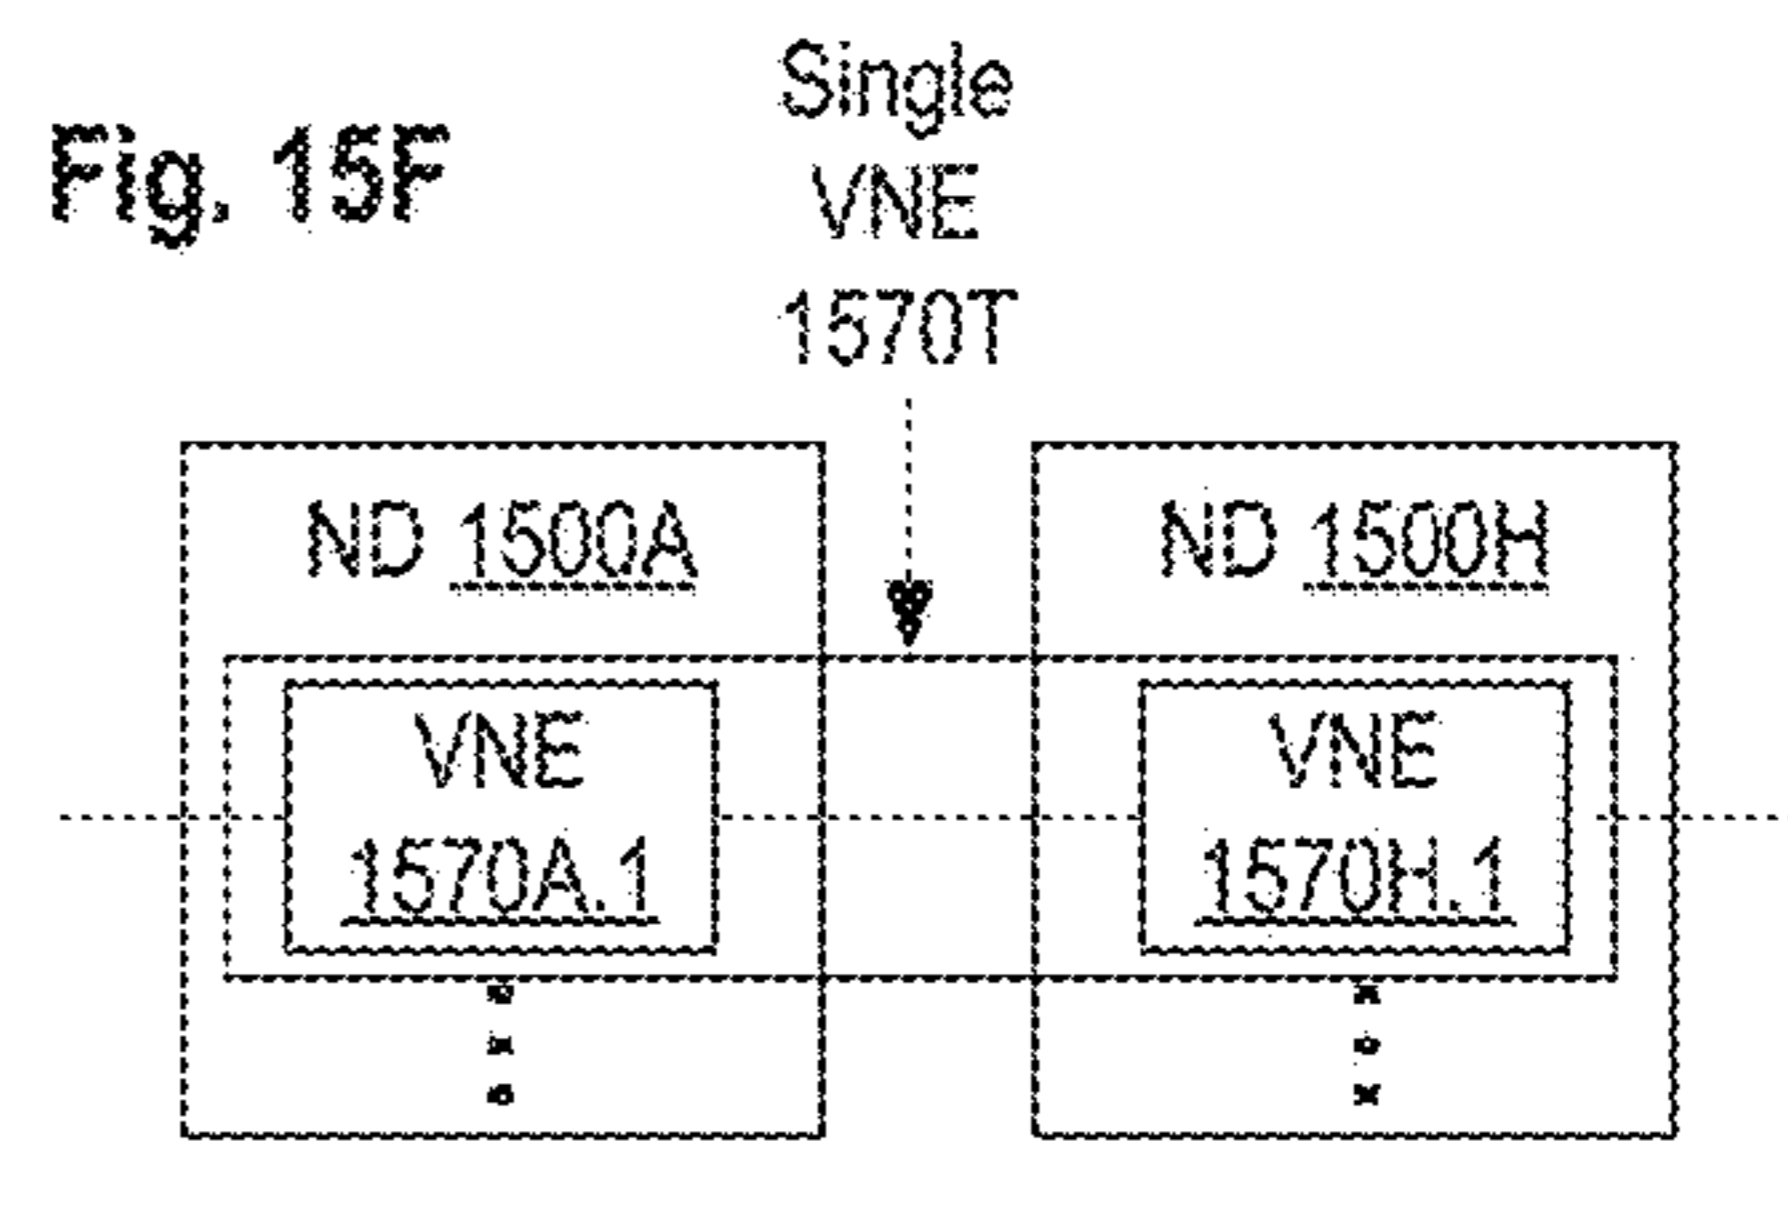 Fig. 15F
Single
VNE
1570T
ND 1500A
ND 1500H
VNE
1570A.1
VNE
1570H.1